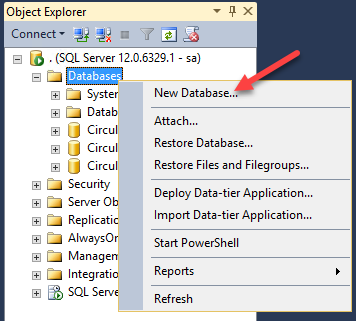 Object Explorer
Connect
. (SQL Server 12.0.6329.1 - sa)
Databases
System
Datab
Circul
Circul
Circul
Security
Server Ob
Replicatio
AlwaysO
Managem
Integratio
SQL Serve
New Database...
Attach...
Restore Database...
Restore Files and Filegroups...
Deploy Data-tier Application...
Import Data-tier Application...
Start PowerShell
Reports
Refresh